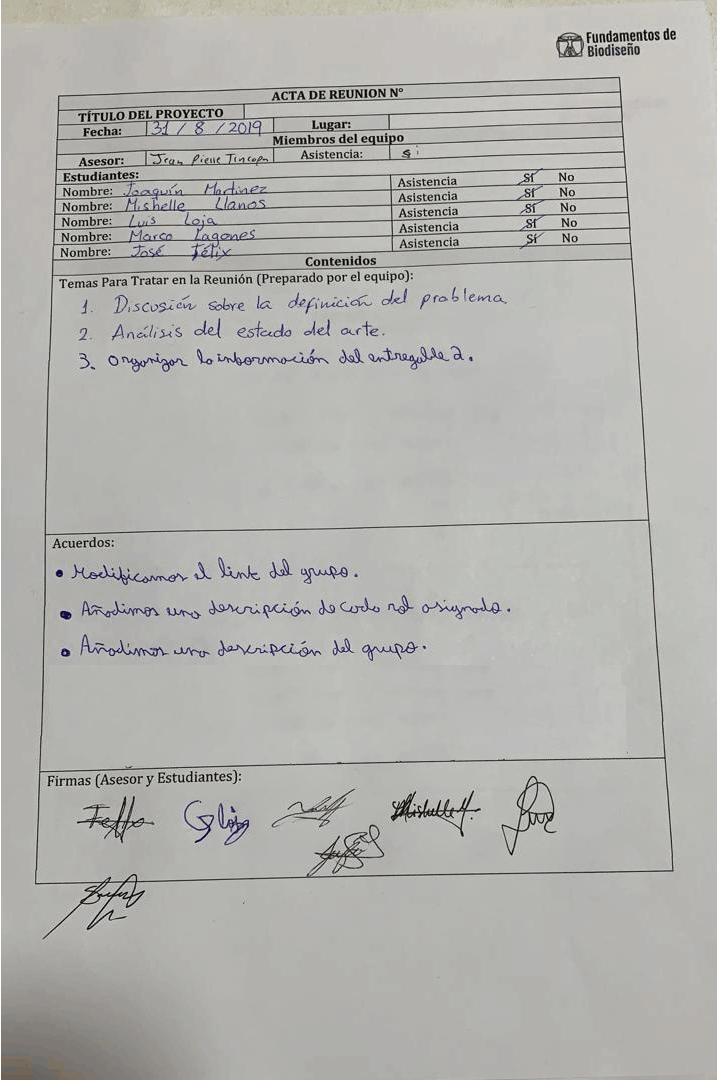 Fundamentos de
Biodiseño
ACTA DE REUNION Nº
TÍTULO DEL PROYECTO
Fecha: 31 / 8 / 2019 Lugar:
Miembros del equipo
Asesor: Jean Pierre Tincopa Asistencia: si
Estudiantes:
Nombre: Joaquín Martinez Asistencia Sí No
Nombre: Mishelle Llanos Asistencia Sí No
Nombre: Luis Loja Asistencia Sí No
Nombre: Marco Lagones Asistencia Sí No
Nombre: José Félix Asistencia Sí No
Contenidos
Temas Para Tratar en la Reunión (Preparado por el equipo):
1. Discusión sobre la definición del problema
2. Análisis del estado del arte.
3. Organizar la información del entregable 2.
Acuerdos:
• Modificamos el link del grupo.
• Añadimos una descripción de cada rol asignado.
• Añadimos una descripción del grupo.
Firmas (Asesor y Estudiantes):
Mishelle